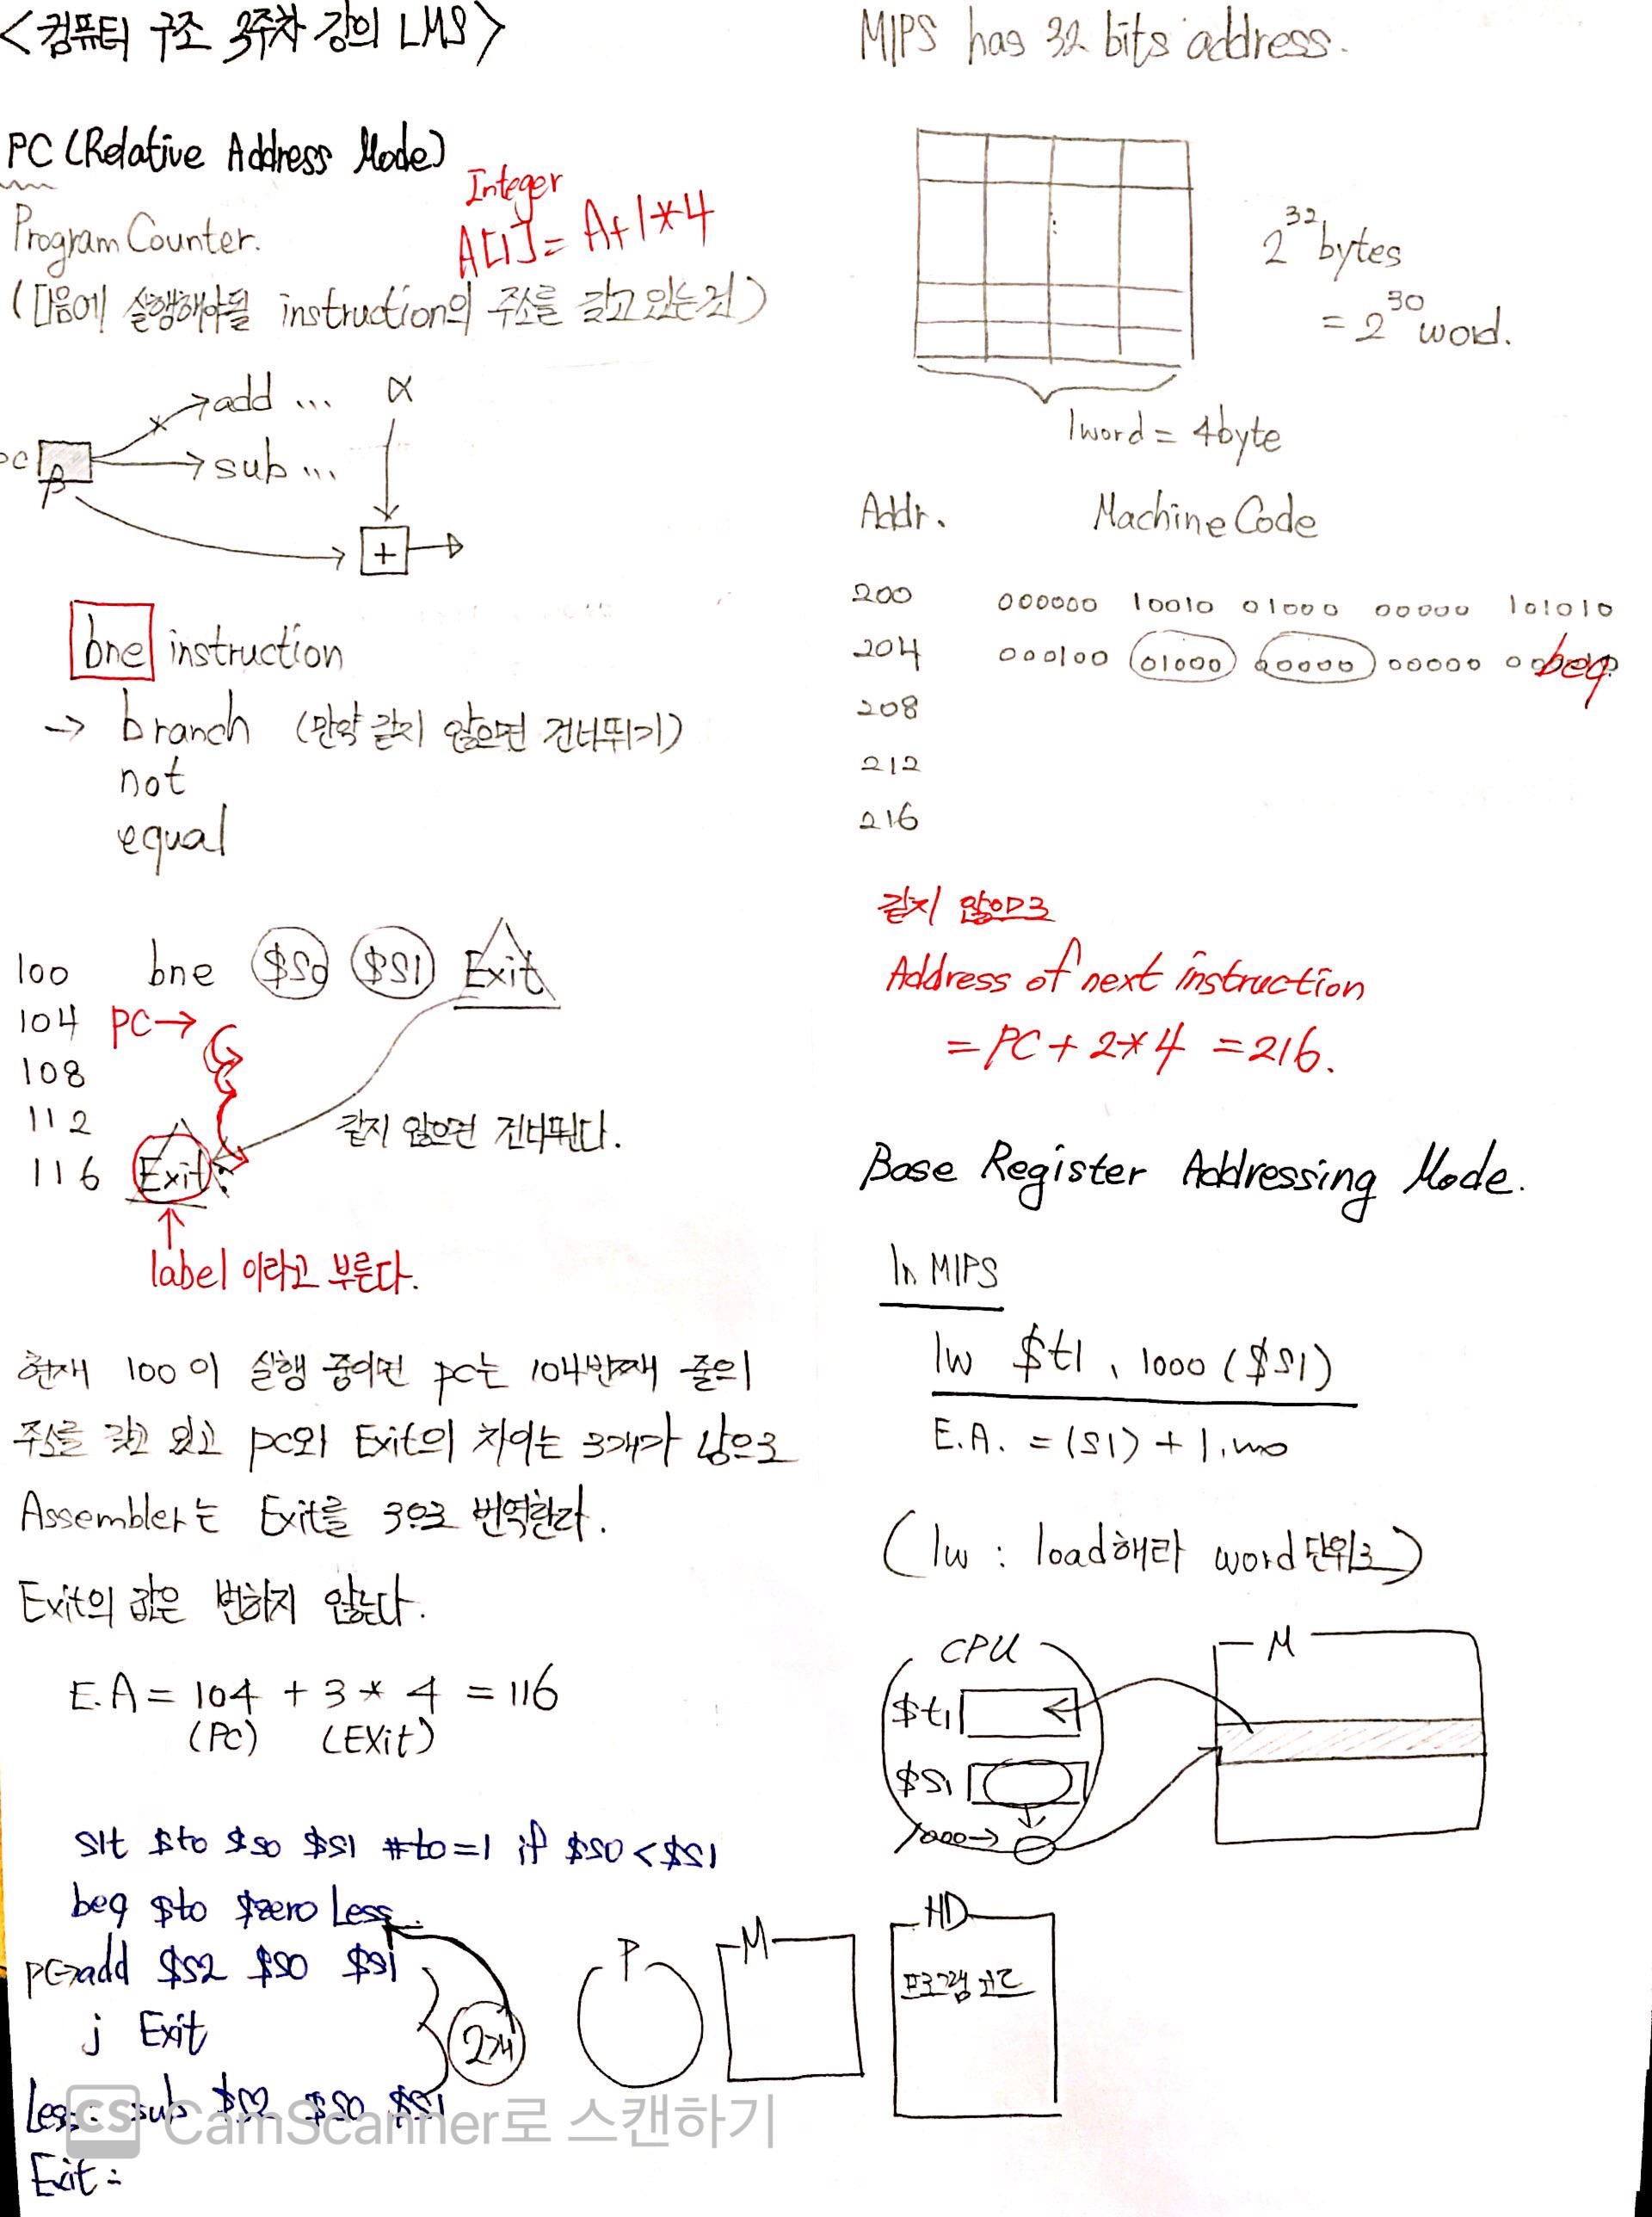 <컴퓨터 구조 3주차 강의 LMS>
PC (Relative Address Mode)
Program Counter.
Integer
A[1] = A+1*4
(다음에 실행해야될 instruction의 주소를 갖고있는것)
add ...
α
PC
β
sub ...
+
bne instruction
→ branch (만약 같지 않으면 건너뛰기)
not
equal
100 bne $S0 $S1 Exit
104 PC→
108
112
같지 않으면 건너뛴다.
116 Exit:
label 이라고 부른다.
현재 100이 실행 중이면 pc는 104번째 줄의
주소를 갖고 있고 pc와 Exit의 차이는 3개가 남으로
Assembler는 Exit를 3으로 번역한다.
Exit의 값은 변하지 않는다.
E.A = 104 + 3 * 4 = 116
(PC) (EXit)
slt $t0 $s0 $s1 #t0=1 if $s0 < $s1
beq $t0 $zero Less
PC→add $S2 $S0 $S1
j Exit
2개
Less: sub $S2 $S0 $S1
Exit:
P
M
HD
프로그램 코드
MIPS has 32 bits address.
2^32 bytes
= 2^30 word.
1word = 4byte
Addr. Machine Code
200 000000 10010 01000 00000 101010
204 000100 01000 00000 00000 beq
208
212
216
같지 않으므로
Address of next instruction
= PC + 2*4 = 216.
Base Register Addressing Mode.
In MIPS
lw $t1, 1000 ($S1)
E.A. = (S1) + 1,000
(lw : load해라 word단위로)
CPU
M
$t1
$S1
1000→
CS CamScanner로 스캔하기